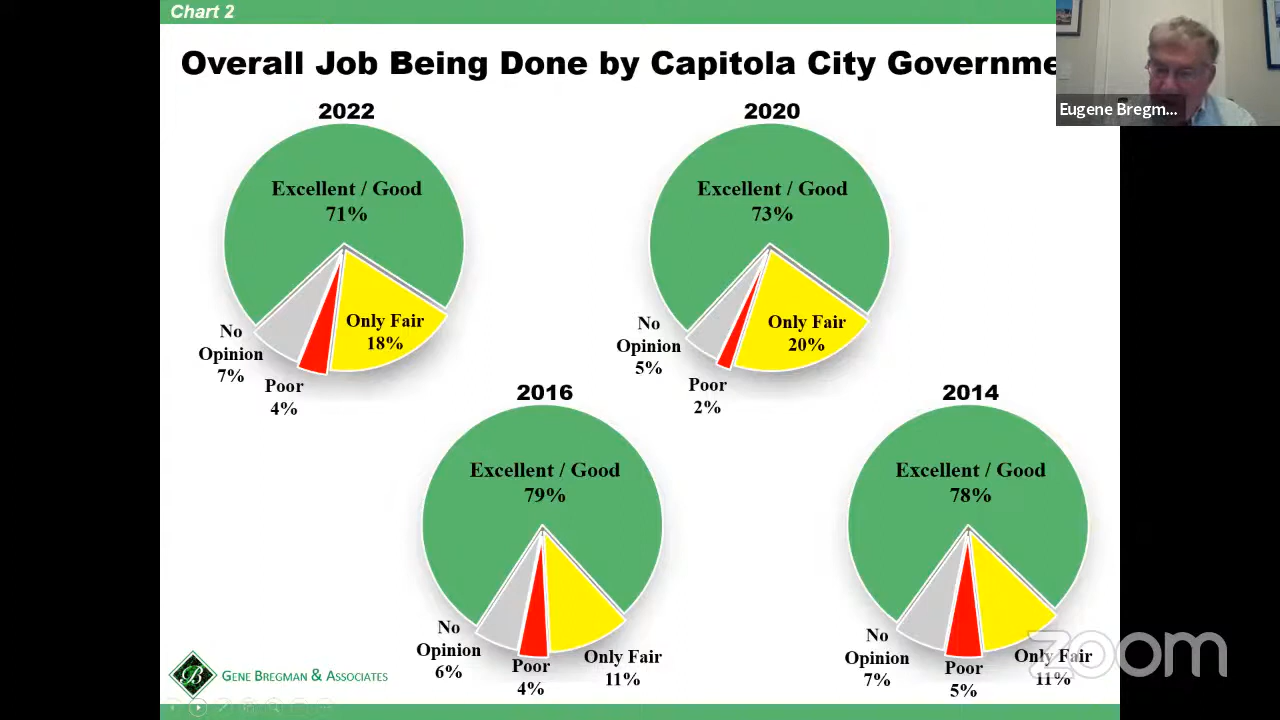 Chart 2
Overall Job Being Done by Capitola City Governme
Eugene Bregm...
2022
Excellent / Good
71%
Only Fair
18%
No
Opinion
7%
Poor
4%
2020
Excellent / Good
73%
Only Fair
20%
No
Opinion
5%
Poor
2%
2016
Excellent / Good
79%
No
Opinion
6%
Poor
4%
Only Fair
11%
2014
Excellent / Good
78%
No
Opinion
7%
Poor
5%
Only Fair
11%
B
GENE BREGMAN & ASSOCIATES
zoom